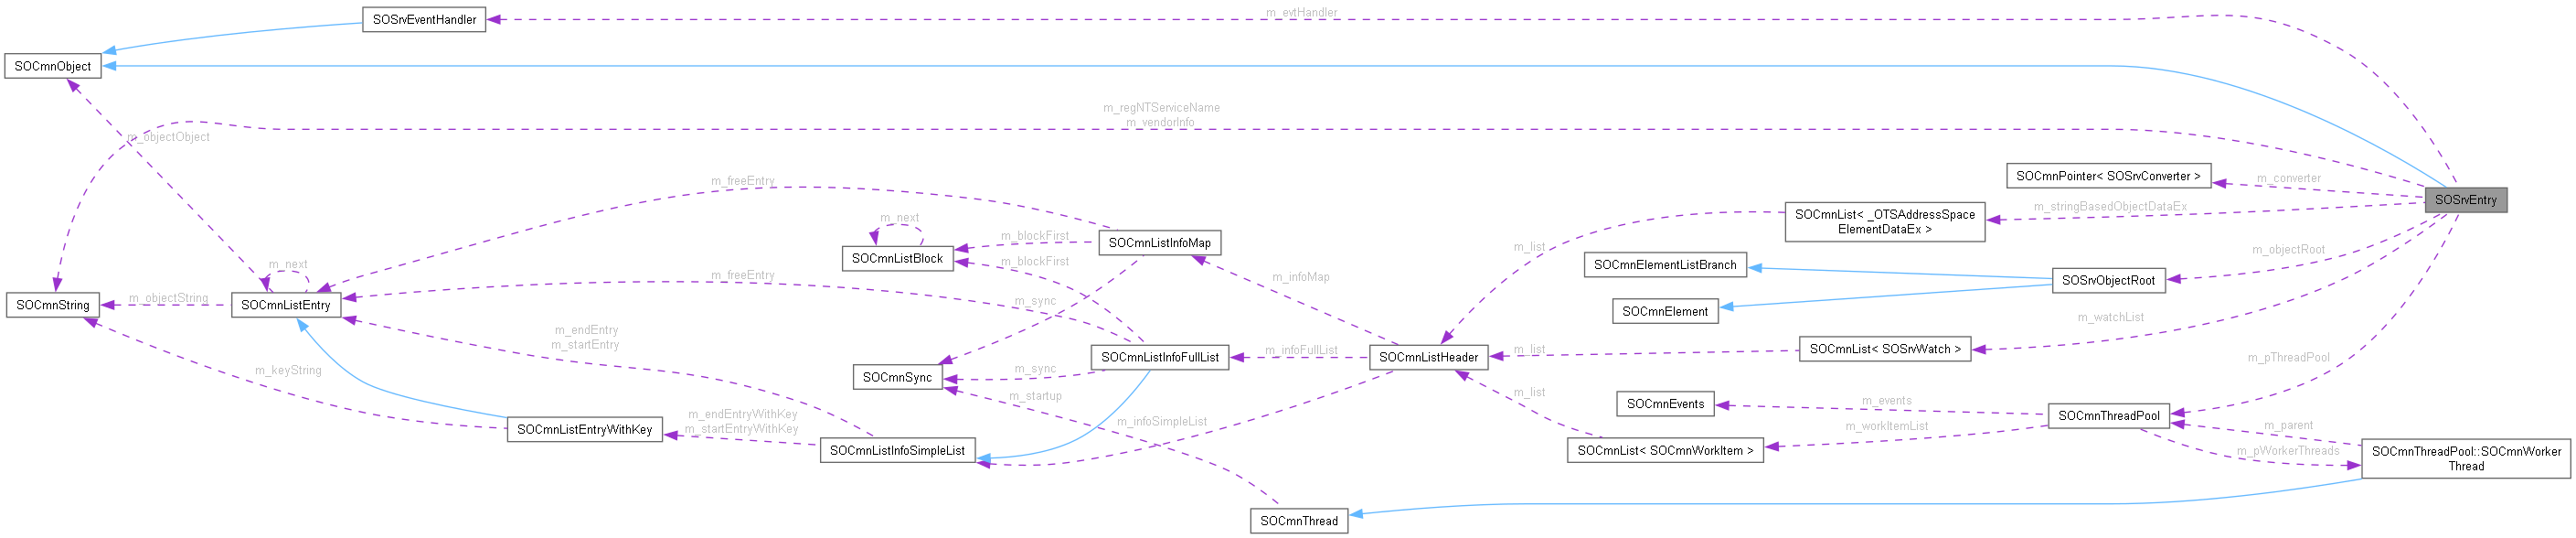 SOSrvEventHandler
m_evtHandler
SOCmnObject
m_regNTServiceName
m_vendorInfo
m_objectObject
m_freeEntry
SOCmnPointer< SOSrvConverter >
m_converter
SOSrvEntry
m_next
SOCmnList< _OTSAddressSpace
ElementDataEx >
m_stringBasedObjectDataEx
m_blockFirst
SOCmnListInfoMap
m_list
m_objectRoot
SOCmnListBlock
m_blockFirst
SOCmnElementListBranch
m_next
m_freeEntry
m_infoMap
SOSrvObjectRoot
m_objectString
SOCmnString
SOCmnListEntry
m_sync
SOCmnElement
m_watchList
m_endEntry
m_startEntry
m_infoFullList
m_list
SOCmnList< SOSrvWatch >
SOCmnListInfoFullList
SOCmnListHeader
m_pThreadPool
m_keyString
SOCmnSync
m_sync
m_startup
m_list
SOCmnEvents
m_events
SOCmnThreadPool
m_endEntryWithKey
m_startEntryWithKey
SOCmnListEntryWithKey
m_infoSimpleList
m_workItemList
m_parent
SOCmnListInfoSimpleList
SOCmnList< SOCmnWorkItem >
m_pWorkerThreads
SOCmnThreadPool::SOCmnWorker
Thread
SOCmnThread